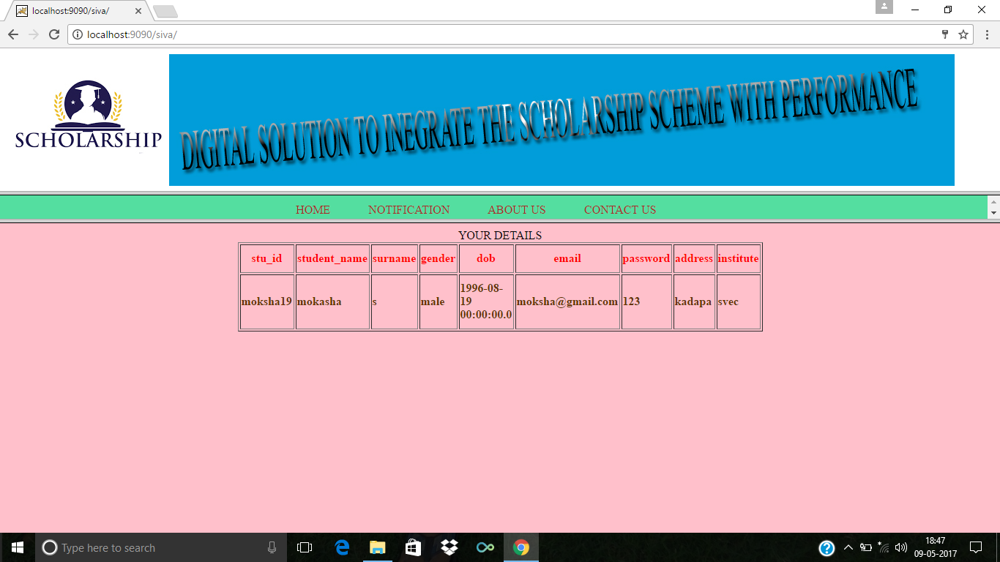 localhost:9090/siva/
localhost:9090/siva/
SCHOLARSHIP
DIGITAL SOLUTION TO INEGRATE THE SCHOLARSHIP SCHEME WITH PERFORMANCE
HOME NOTIFICATION ABOUT US CONTACT US
YOUR DETAILS
stu_id student_name surname gender dob email password address institute
moksha19 mokasha s male 1996-08-19 00:00:00.0 moksha@gmail.com 123 kadapa svec
Type here to search
18:47
09-05-2017